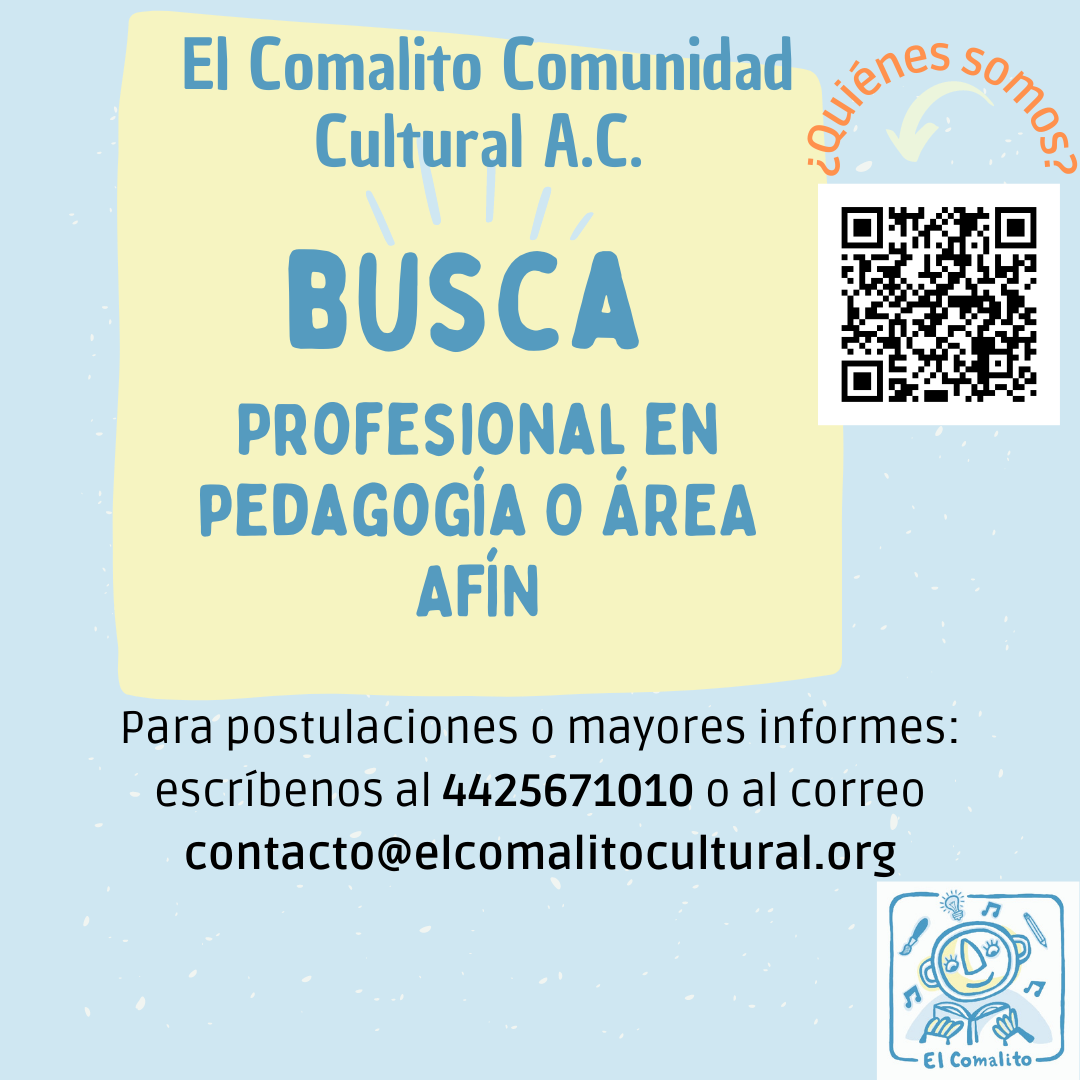 El Comalito Comunidad
Cultural A.C.
¿Quiénes somos?
BUSCA
PROFESIONAL EN
PEDAGOGÍA O ÁREA
AFÍN
Para postulaciones o mayores informes:
escríbenos al 4425671010 o al correo
contacto@elcomalitocultural.org
El Comalito